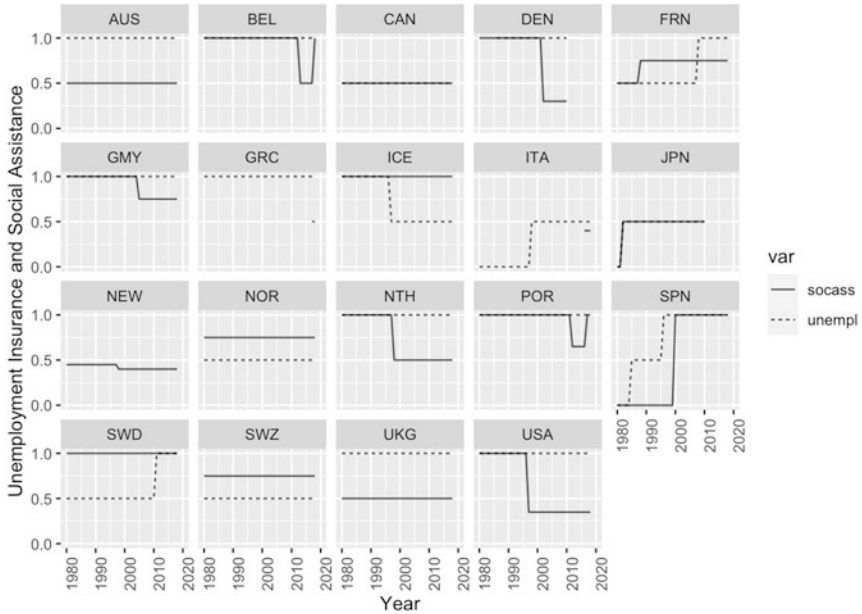 Unemployment Insurance and Social Assistance
AUS BEL CAN DEN FRN
1.0
0.5
0.0
GMY GRC ICE ITA JPN
1.0
0.5
0.0
var
socass
unempl
NEW NOR NTH POR SPN
1.0
0.5
0.0
1980 1990 2000 2010 2020
SWD SWZ UKG USA
1.0
0.5
0.0
1980 1990 2000 2010 2020 1980 1990 2000 2010 2020 1980 1990 2000 2010 2020 1980 1990 2000 2010 2020
Year